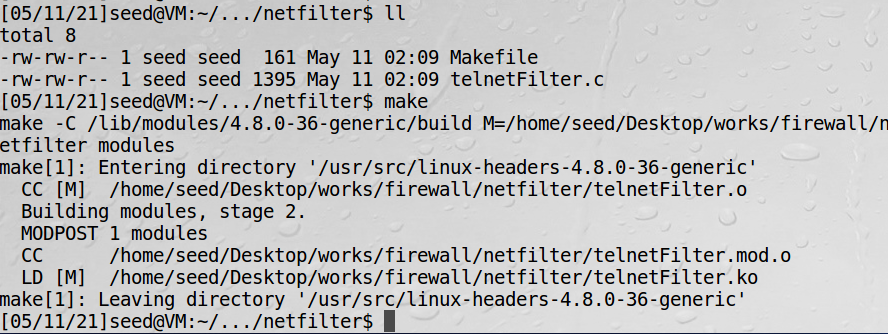 [05/11/21]seed@VM:~/.../netfilter$ ll
total 8
-rw-rw-r-- 1 seed seed  161 May 11 02:09 Makefile
-rw-rw-r-- 1 seed seed 1395 May 11 02:09 telnetFilter.c
[05/11/21]seed@VM:~/.../netfilter$ make
make -C /lib/modules/4.8.0-36-generic/build M=/home/seed/Desktop/works/firewall/n
etfilter modules
make[1]: Entering directory '/usr/src/linux-headers-4.8.0-36-generic'
  CC [M]  /home/seed/Desktop/works/firewall/netfilter/telnetFilter.o
  Building modules, stage 2.
  MODPOST 1 modules
  CC      /home/seed/Desktop/works/firewall/netfilter/telnetFilter.mod.o
  LD [M]  /home/seed/Desktop/works/firewall/netfilter/telnetFilter.ko
make[1]: Leaving directory '/usr/src/linux-headers-4.8.0-36-generic'
[05/11/21]seed@VM:~/.../netfilter$